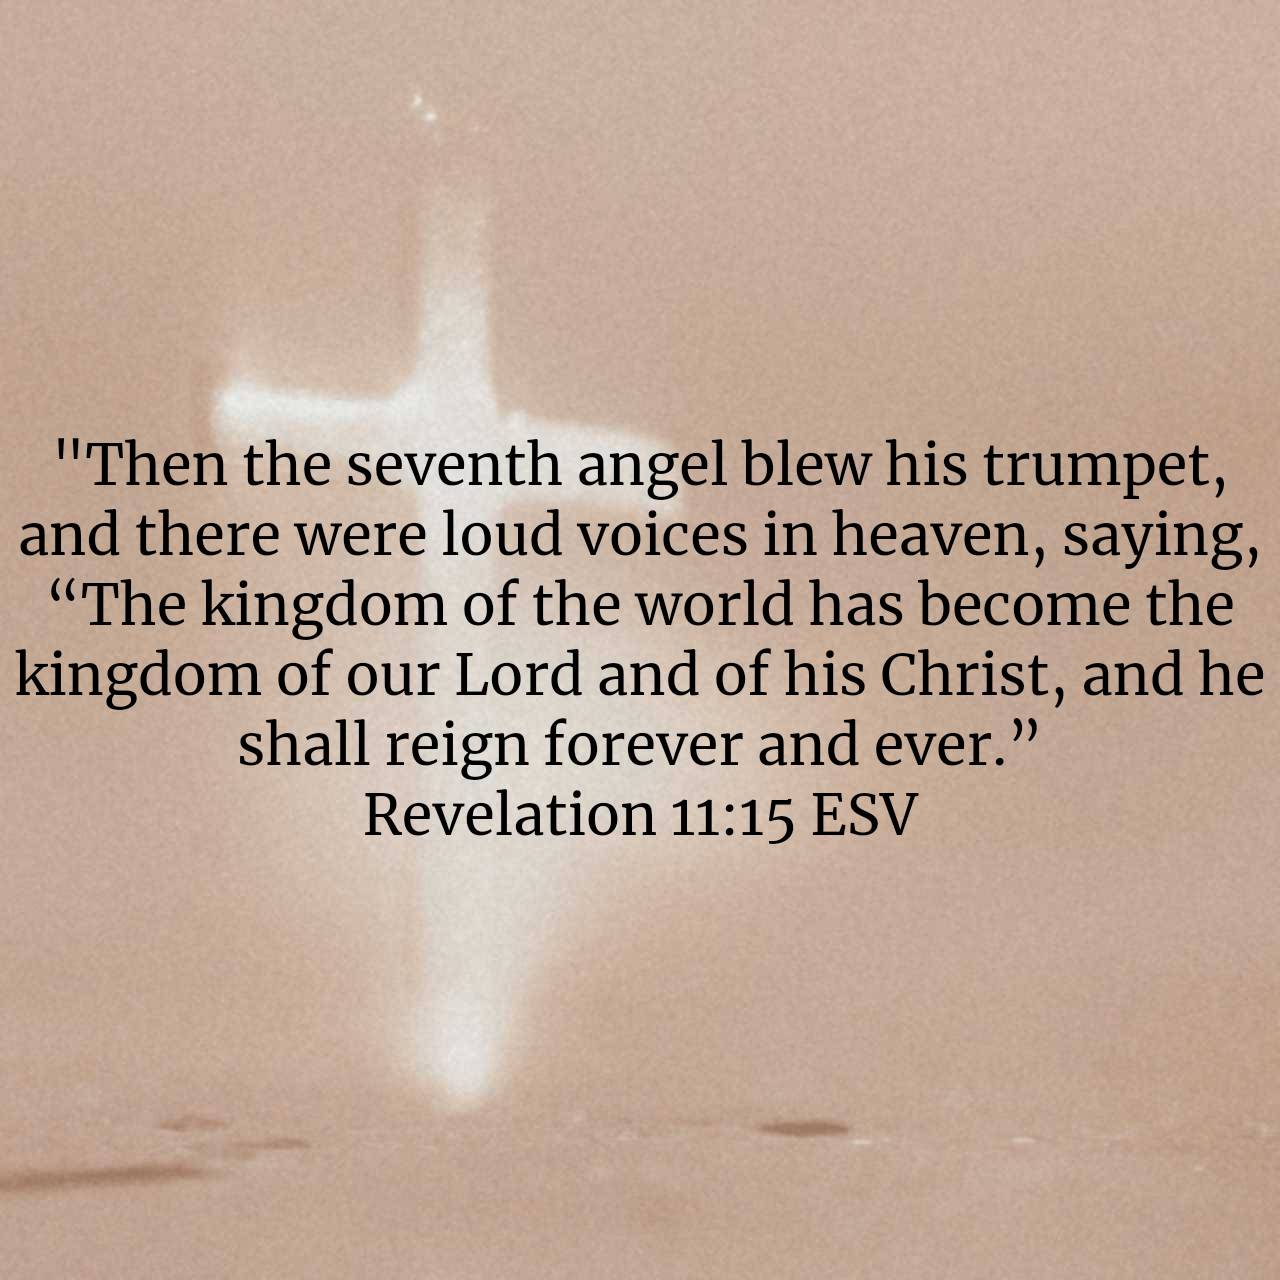 "Then the seventh angel blew his trumpet,
and there were loud voices in heaven, saying,
“The kingdom of the world has become the
kingdom of our Lord and of his Christ, and he
shall reign forever and ever.”
Revelation 11:15 ESV